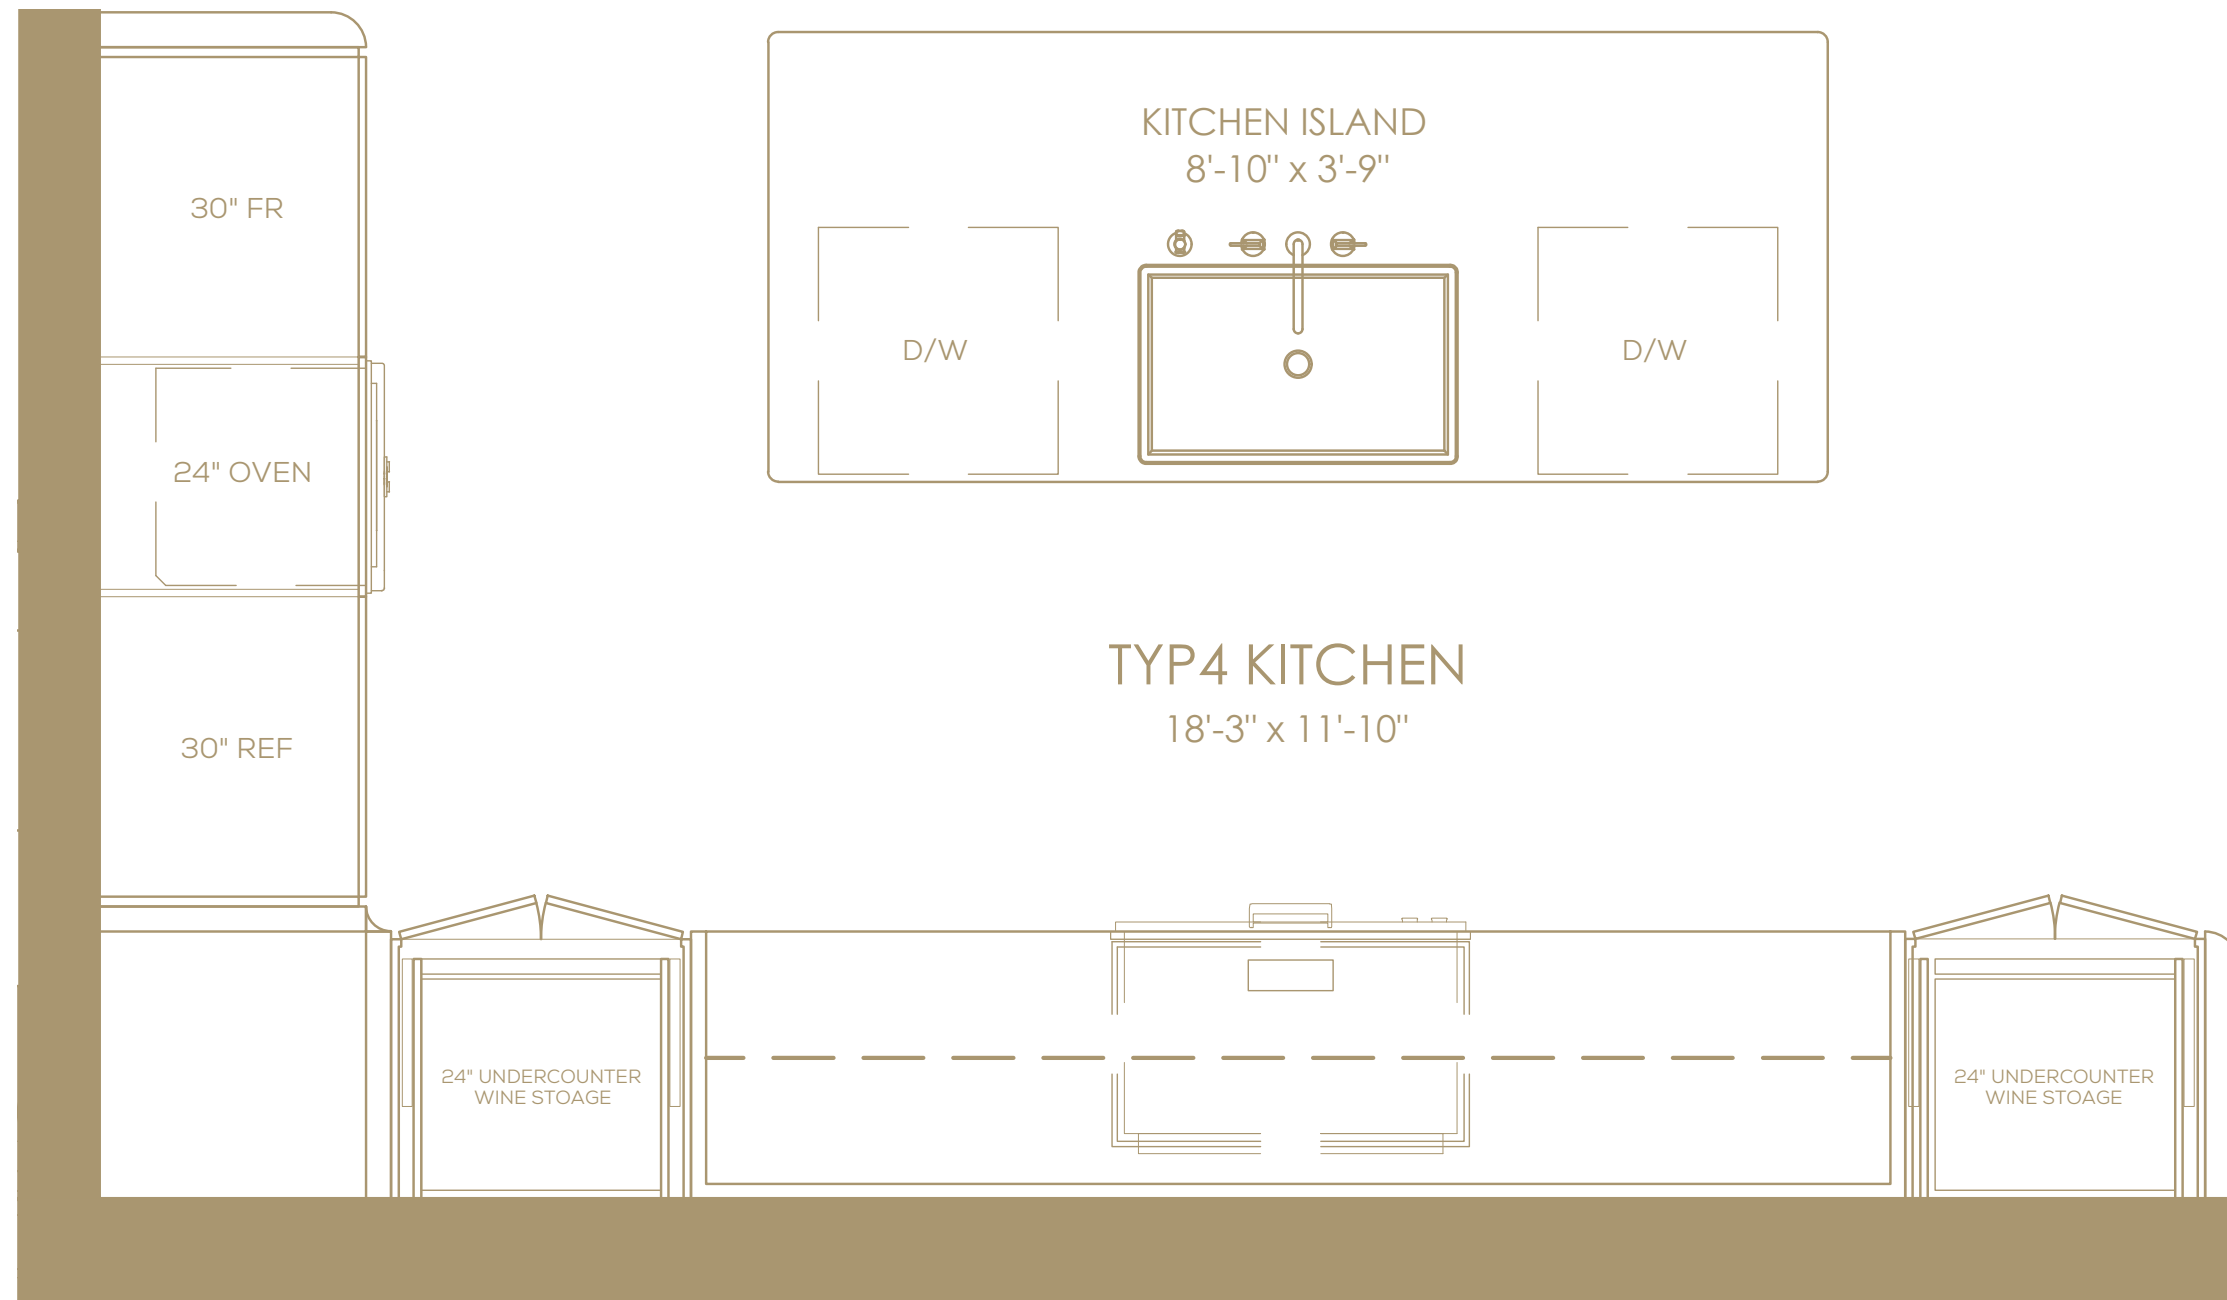 KITCHEN ISLAND
8'-10" x 3'-9"
30" FR
D/W
D/W
24" OVEN
TYP4 KITCHEN
18'-3" x 11'-10"
30" REF
24" UNDERCOUNTER
WINE STOAGE
24" UNDERCOUNTER
WINE STOAGE